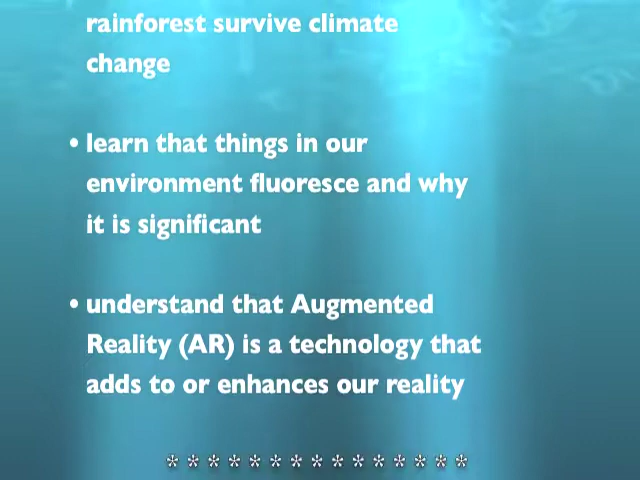 rainforest survive climate
change
• learn that things in our
environment fluoresce and why
it is significant
• understand that Augmented
Reality (AR) is a technology that
adds to or enhances our reality
* * * * * * * * * * * * * * *